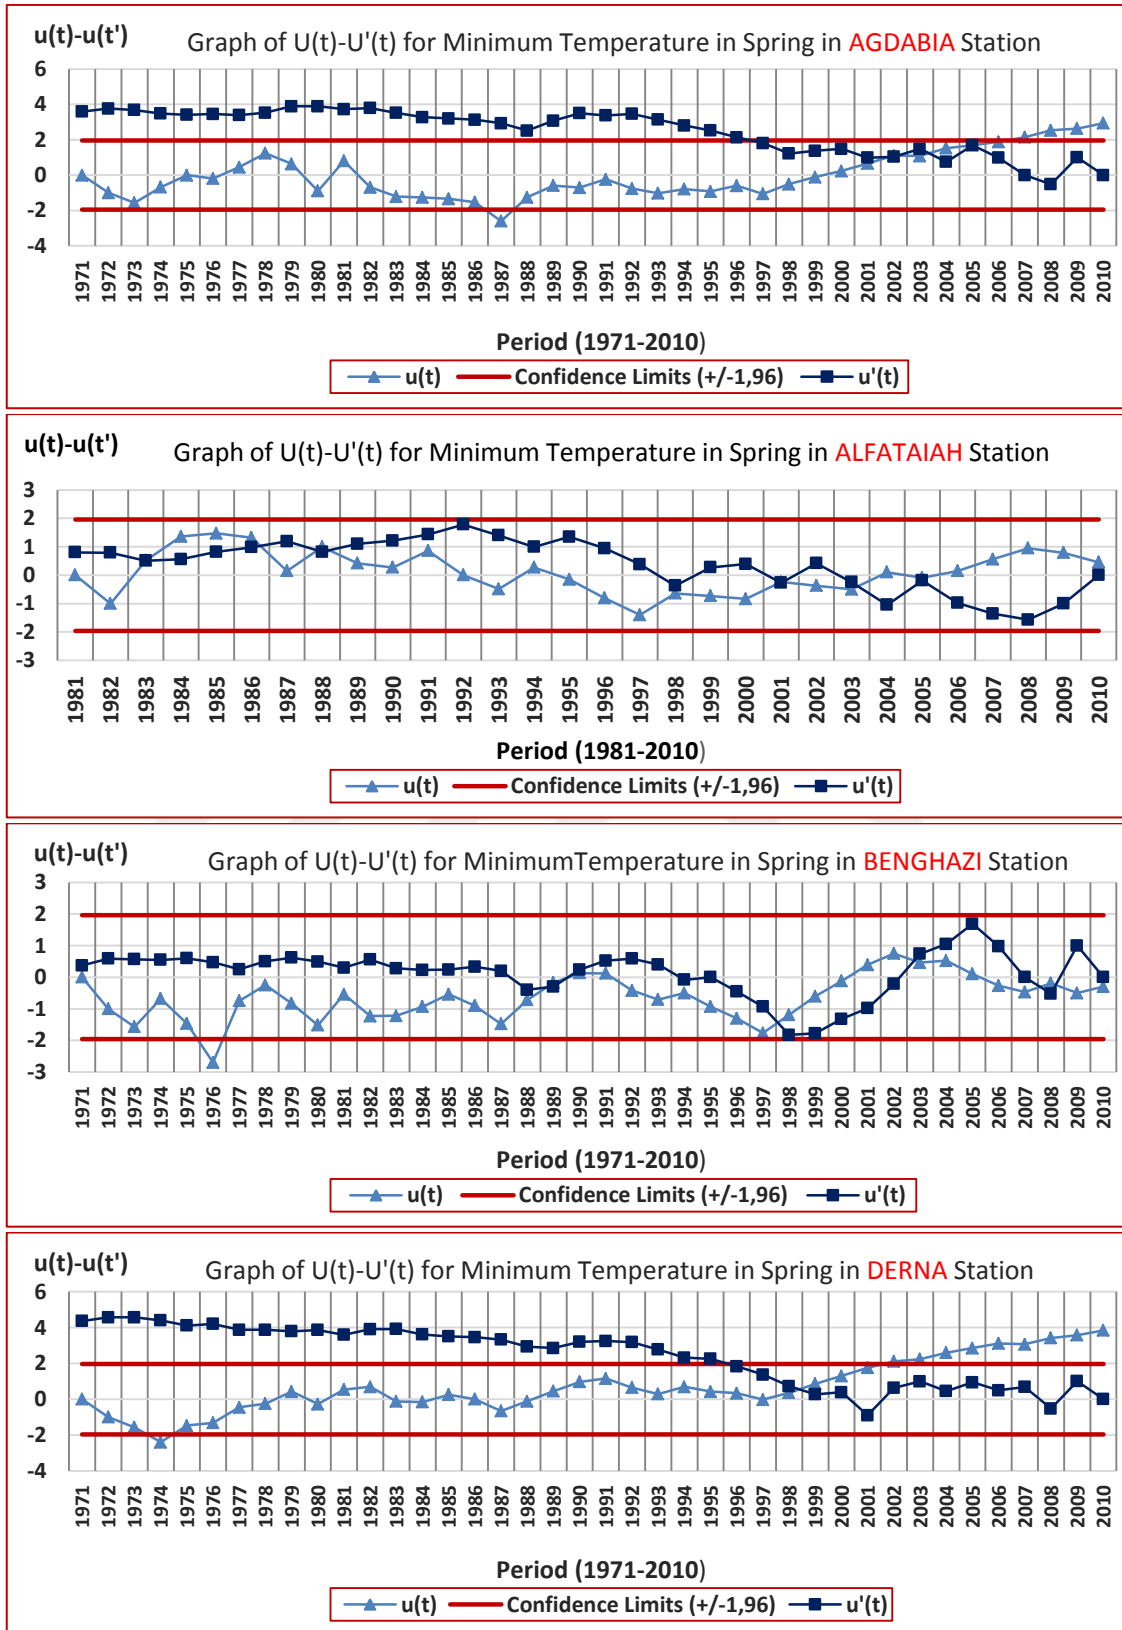 u(t)-u(t')
Graph of U(t)-U'(t) for Minimum Temperature in Spring in AGDABIA Station
6
4
2
0
-2
-4
1971 1972 1973 1974 1975 1976 1977 1978 1979 1980 1981 1982 1983 1984 1985 1986 1987 1988 1989 1990 1991 1992 1993 1994 1995 1996 1997 1998 1999 2000 2001 2002 2003 2004 2005 2006 2007 2008 2009 2010
Period (1971-2010)
u(t) Confidence Limits (+/-1,96) u'(t)
u(t)-u(t')
Graph of U(t)-U'(t) for Minimum Temperature in Spring in ALFATAIAH Station
3
2
1
0
-1
-2
-3
1981 1982 1983 1984 1985 1986 1987 1988 1989 1990 1991 1992 1993 1994 1995 1996 1997 1998 1999 2000 2001 2002 2003 2004 2005 2006 2007 2008 2009 2010
Period (1981-2010)
u(t) Confidence Limits (+/-1,96) u'(t)
u(t)-u(t')
Graph of U(t)-U'(t) for MinimumTemperature in Spring in BENGHAZI Station
3
2
1
0
-1
-2
-3
1971 1972 1973 1974 1975 1976 1977 1978 1979 1980 1981 1982 1983 1984 1985 1986 1987 1988 1989 1990 1991 1992 1993 1994 1995 1996 1997 1998 1999 2000 2001 2002 2003 2004 2005 2006 2007 2008 2009 2010
Period (1971-2010)
u(t) Confidence Limits (+/-1,96) u'(t)
u(t)-u(t')
Graph of U(t)-U'(t) for Minimum Temperature in Spring in DERNA Station
6
4
2
0
-2
-4
1971 1972 1973 1974 1975 1976 1977 1978 1979 1980 1981 1982 1983 1984 1985 1986 1987 1988 1989 1990 1991 1992 1993 1994 1995 1996 1997 1998 1999 2000 2001 2002 2003 2004 2005 2006 2007 2008 2009 2010
Period (1971-2010)
u(t) Confidence Limits (+/-1,96) u'(t)